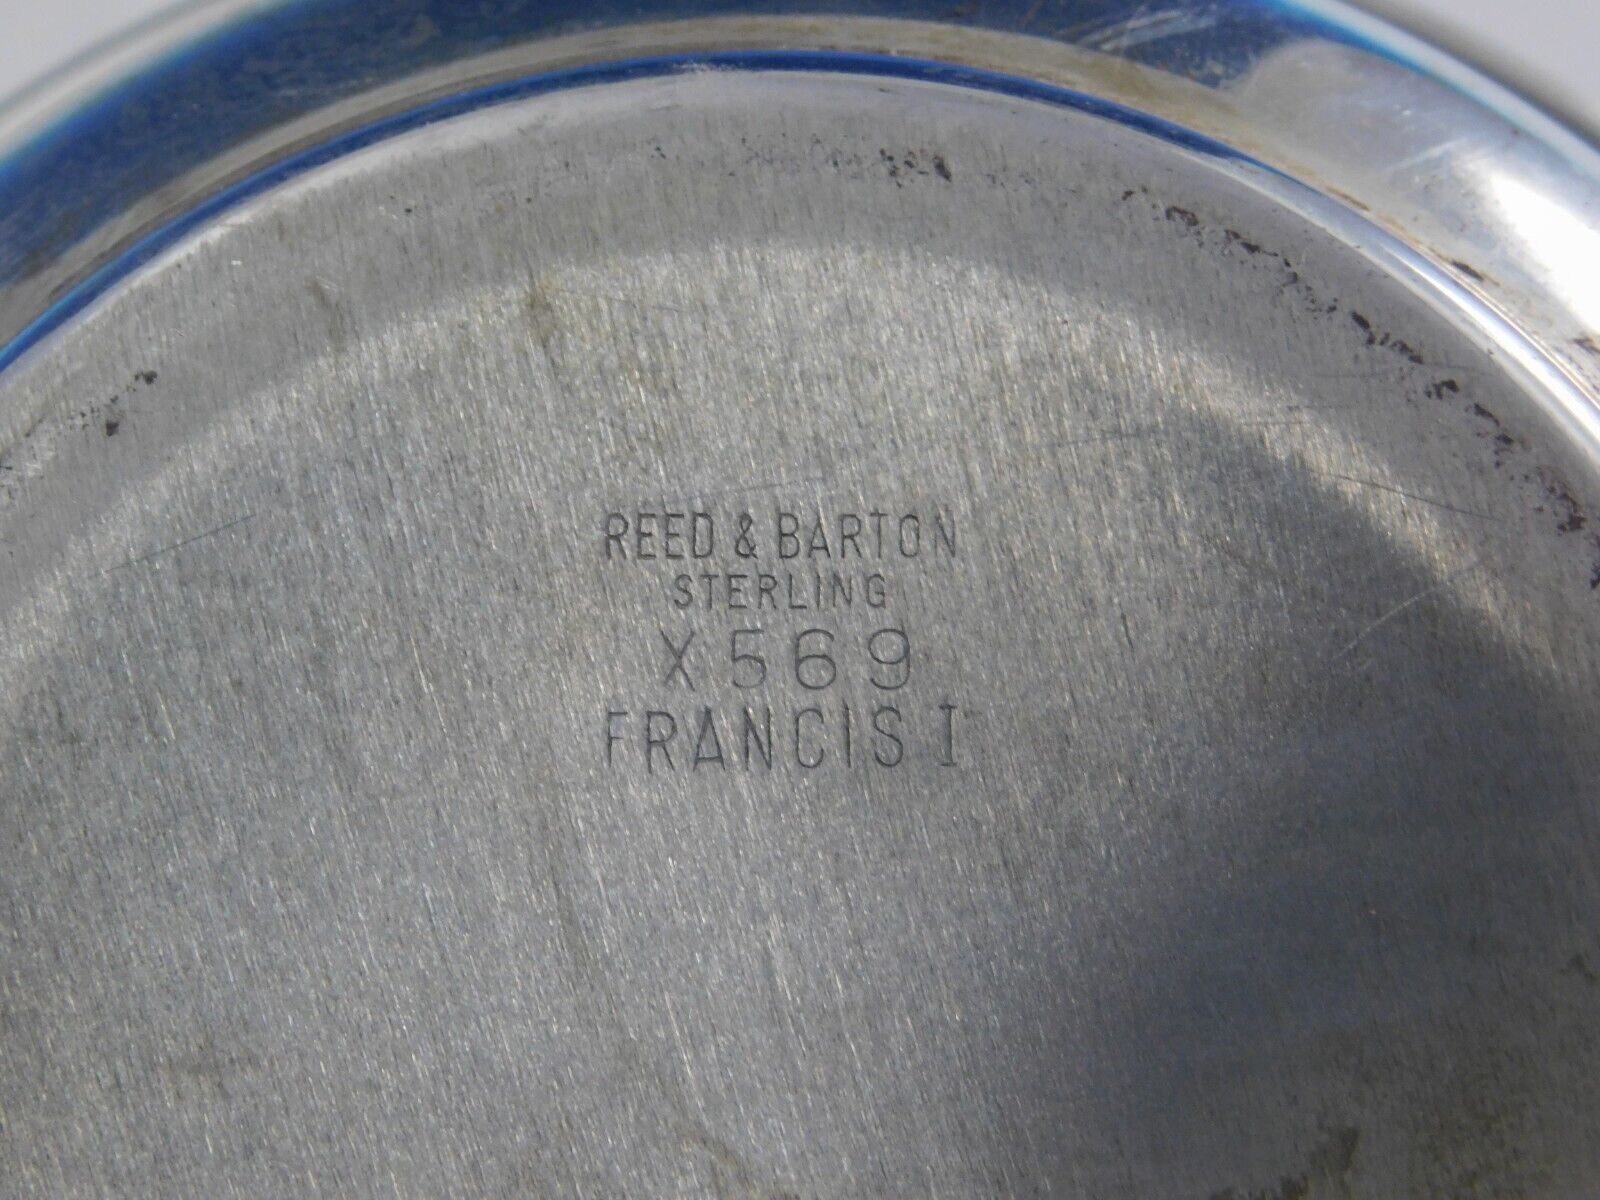 REED & BARTON
STERLING
X569
FRANCIS I